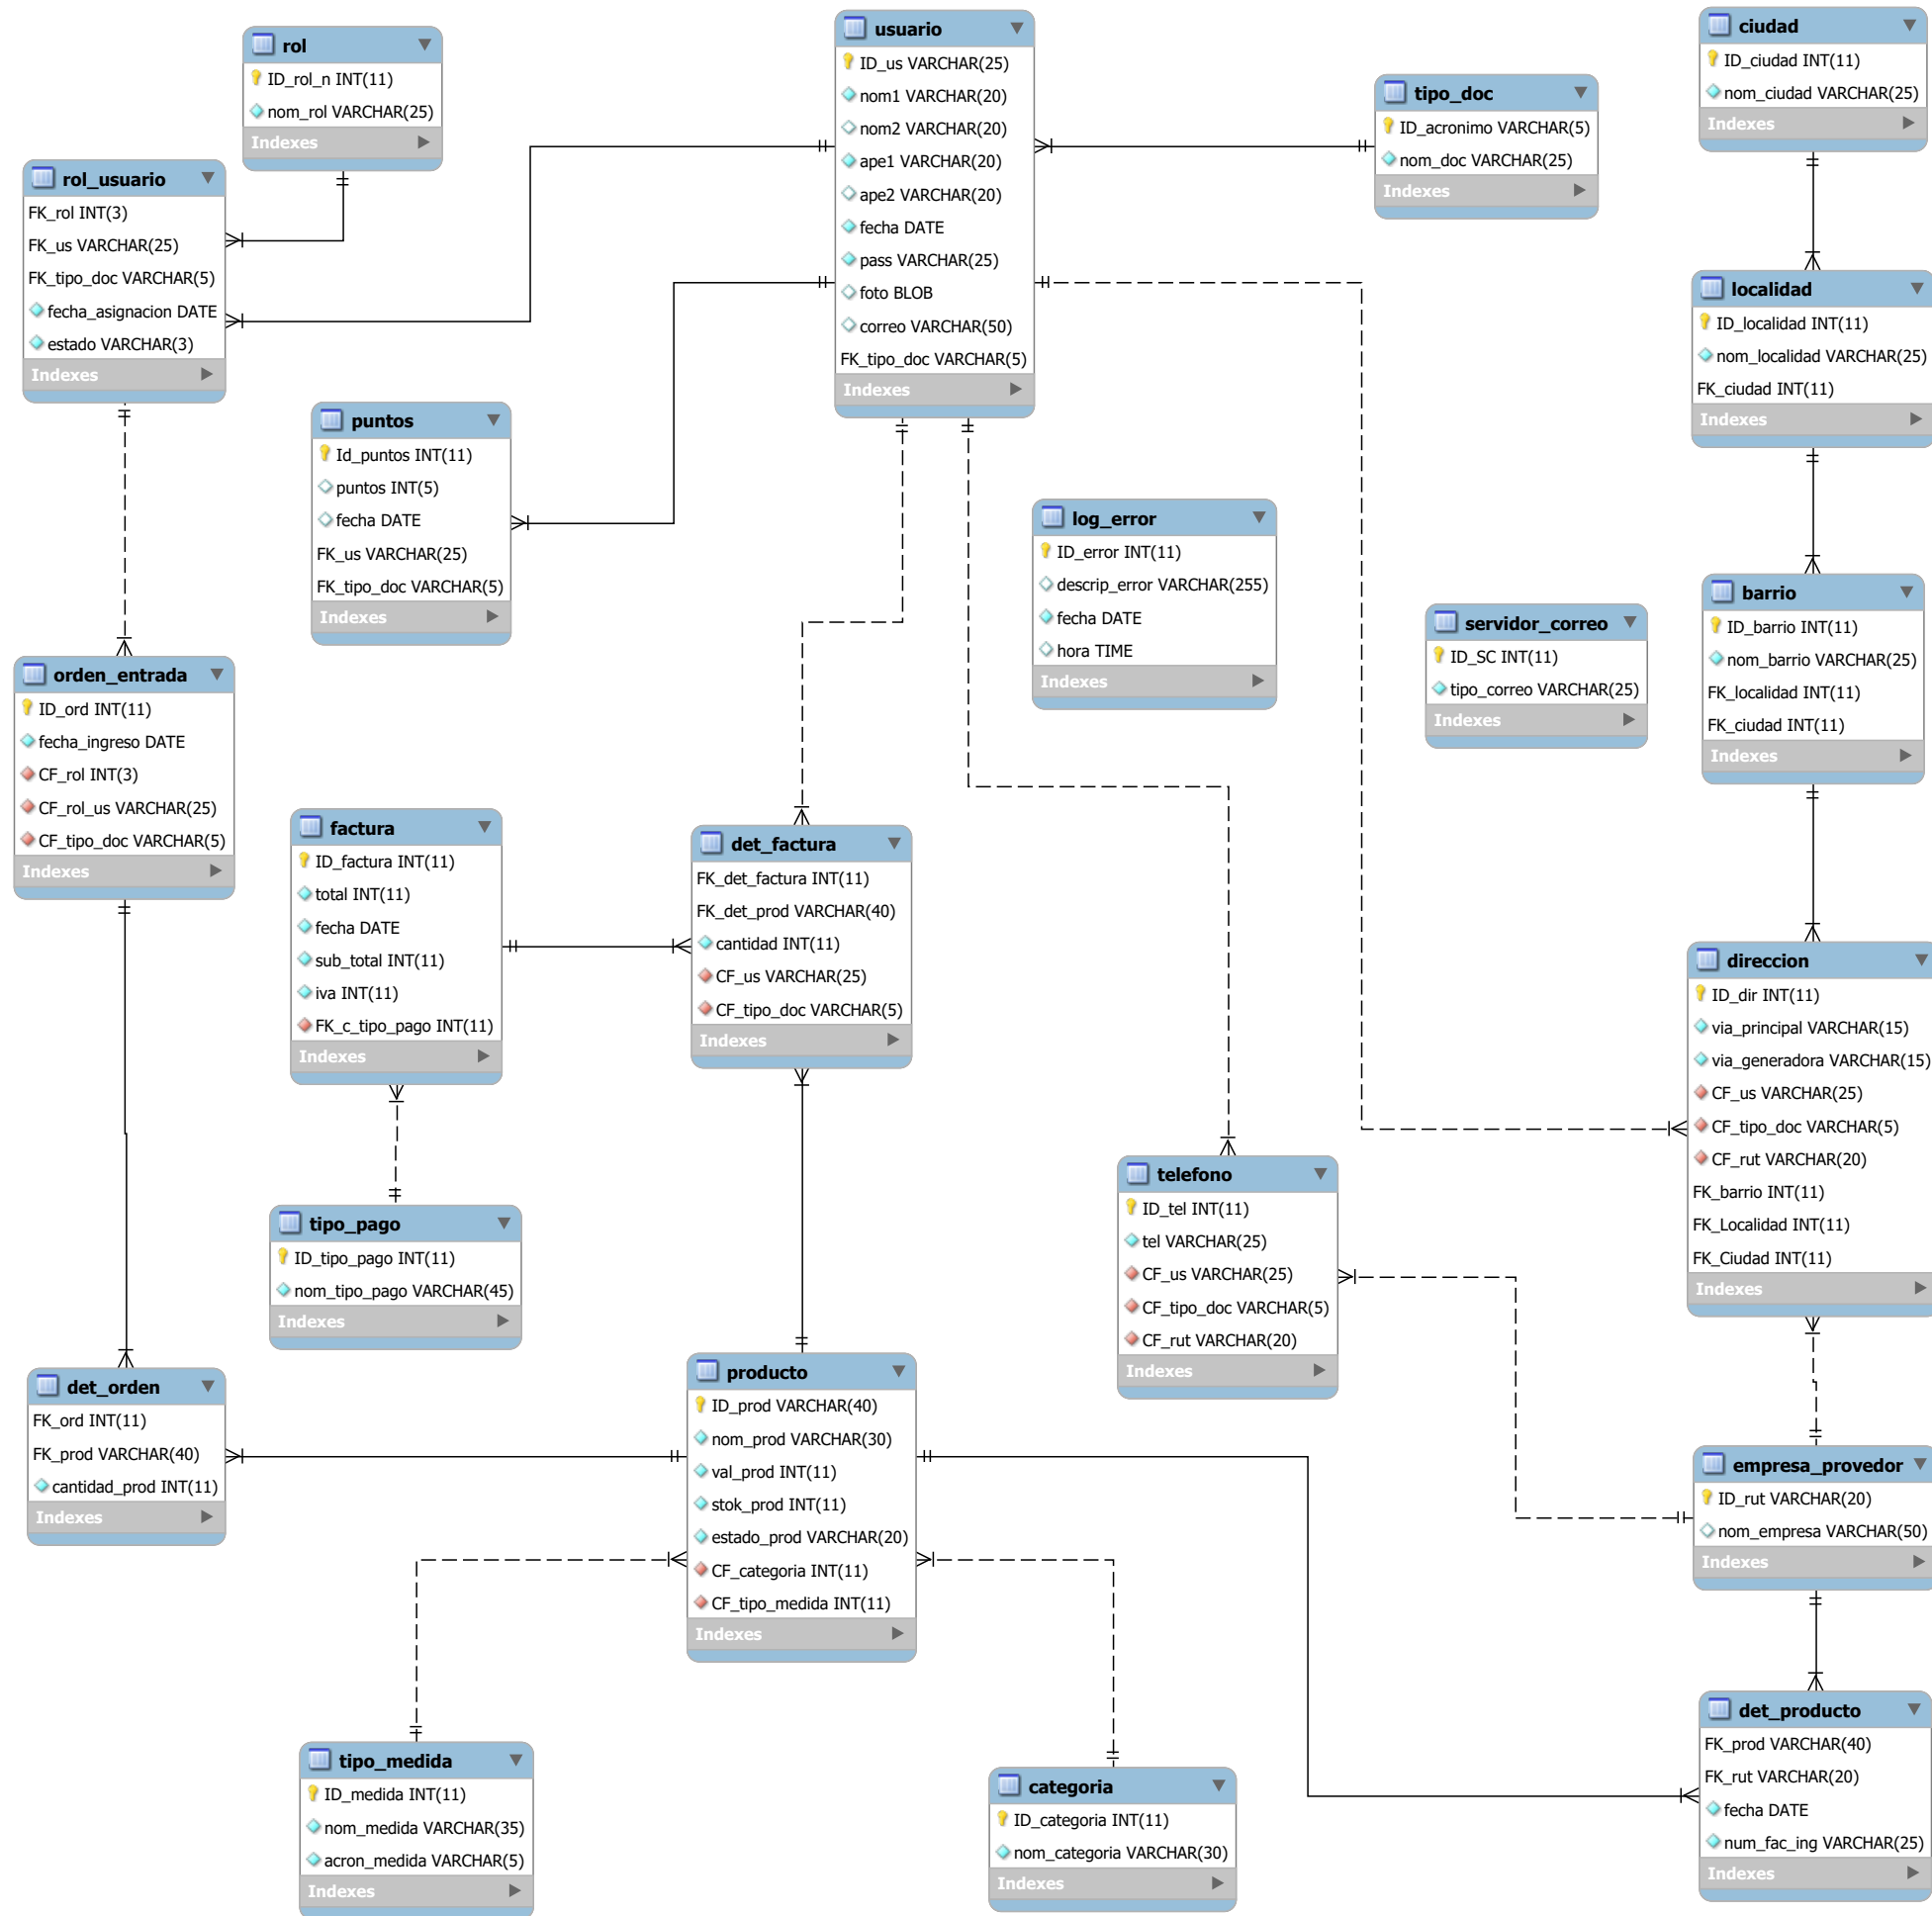 rol
ID_rol_n INT(11)
nom_rol VARCHAR(25)
Indexes
usuario
ID_us VARCHAR(25)
nom1 VARCHAR(20)
nom2 VARCHAR(20)
ape1 VARCHAR(20)
ape2 VARCHAR(20)
fecha DATE
pass VARCHAR(25)
foto BLOB
correo VARCHAR(50)
FK_tipo_doc VARCHAR(5)
Indexes
tipo_doc
ID_acronimo VARCHAR(5)
nom_doc VARCHAR(25)
Indexes
ciudad
ID_ciudad INT(11)
nom_ciudad VARCHAR(25)
Indexes
rol_usuario
FK_rol INT(3)
FK_us VARCHAR(25)
FK_tipo_doc VARCHAR(5)
fecha_asignacion DATE
estado VARCHAR(3)
Indexes
localidad
ID_localidad INT(11)
nom_localidad VARCHAR(25)
FK_ciudad INT(11)
Indexes
puntos
Id_puntos INT(11)
puntos INT(5)
fecha DATE
FK_us VARCHAR(25)
FK_tipo_doc VARCHAR(5)
Indexes
log_error
ID_error INT(11)
descrip_error VARCHAR(255)
fecha DATE
hora TIME
Indexes
servidor_correo
ID_SC INT(11)
tipo_correo VARCHAR(25)
Indexes
barrio
ID_barrio INT(11)
nom_barrio VARCHAR(25)
FK_localidad INT(11)
FK_ciudad INT(11)
Indexes
orden_entrada
ID_ord INT(11)
fecha_ingreso DATE
CF_rol INT(3)
CF_rol_us VARCHAR(25)
CF_tipo_doc VARCHAR(5)
Indexes
factura
ID_factura INT(11)
total INT(11)
fecha DATE
sub_total INT(11)
iva INT(11)
FK_c_tipo_pago INT(11)
Indexes
det_factura
FK_det_factura INT(11)
FK_det_prod VARCHAR(40)
cantidad INT(11)
CF_us VARCHAR(25)
CF_tipo_doc VARCHAR(5)
Indexes
direccion
ID_dir INT(11)
via_principal VARCHAR(15)
via_generadora VARCHAR(15)
CF_us VARCHAR(25)
CF_tipo_doc VARCHAR(5)
CF_rut VARCHAR(20)
FK_barrio INT(11)
FK_Localidad INT(11)
FK_Ciudad INT(11)
Indexes
tipo_pago
ID_tipo_pago INT(11)
nom_tipo_pago VARCHAR(45)
Indexes
telefono
ID_tel INT(11)
tel VARCHAR(25)
CF_us VARCHAR(25)
CF_tipo_doc VARCHAR(5)
CF_rut VARCHAR(20)
Indexes
det_orden
FK_ord INT(11)
FK_prod VARCHAR(40)
cantidad_prod INT(11)
Indexes
producto
ID_prod VARCHAR(40)
nom_prod VARCHAR(30)
val_prod INT(11)
stok_prod INT(11)
estado_prod VARCHAR(20)
CF_categoria INT(11)
CF_tipo_medida INT(11)
Indexes
empresa_provedor
ID_rut VARCHAR(20)
nom_empresa VARCHAR(50)
Indexes
tipo_medida
ID_medida INT(11)
nom_medida VARCHAR(35)
acron_medida VARCHAR(5)
Indexes
categoria
ID_categoria INT(11)
nom_categoria VARCHAR(30)
Indexes
det_producto
FK_prod VARCHAR(40)
FK_rut VARCHAR(20)
fecha DATE
num_fac_ing VARCHAR(25)
Indexes